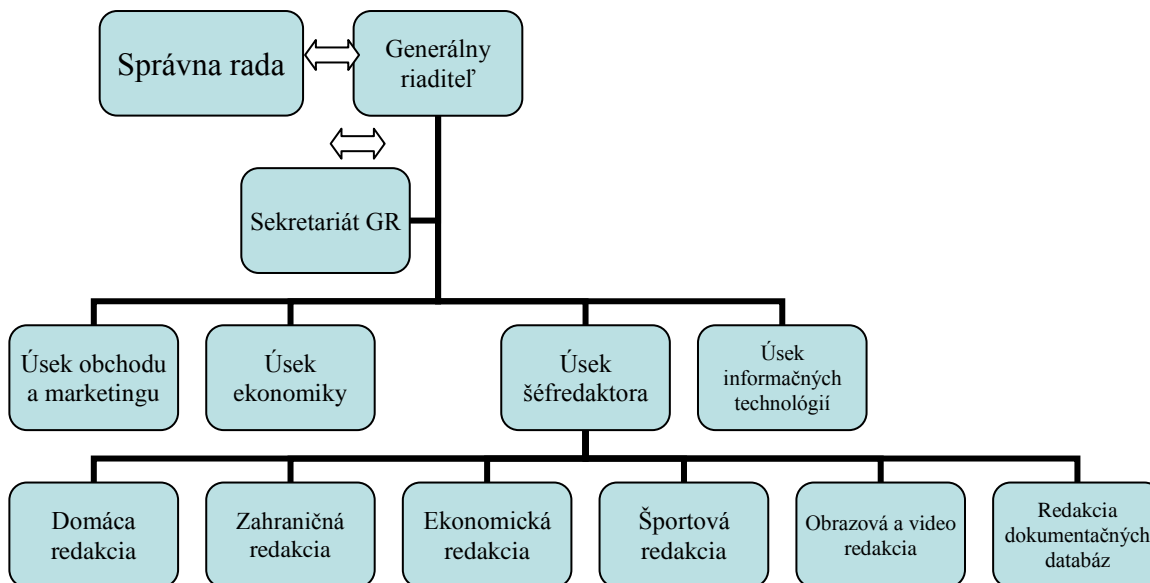 Správna rada
Generálny
riaditeľ
Sekretariát GR
Úsek obchodu
a marketingu
Úsek
ekonomiky
Úsek
šéfredaktora
Úsek
informačných
technológií
Domáca
redakcia
Zahraničná
redakcia
Ekonomická
redakcia
Športová
redakcia
Obrazová a video
redakcia
Redakcia
dokumentačných
databáz